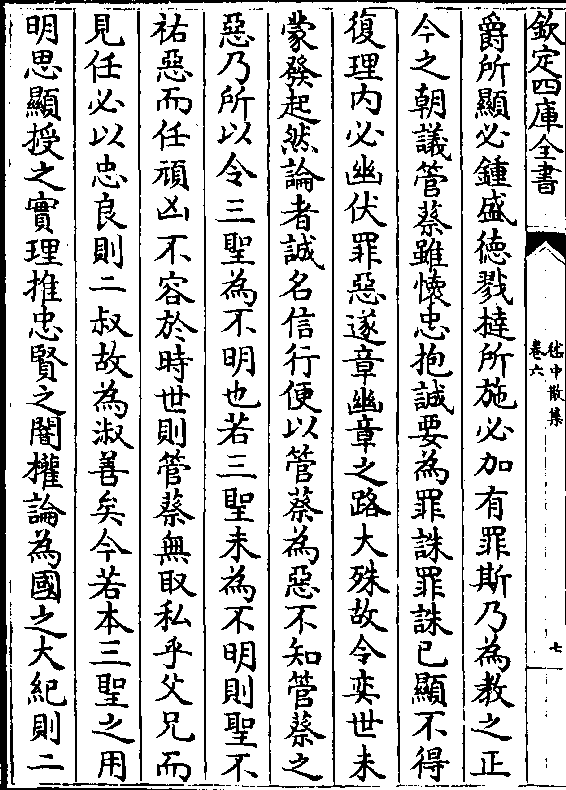 欽定四庫全書
嵇中散集
卷六
七
爵所顯必鍾盛徳戮撻所施必加有罪斯乃為教之正
今之朝議管蔡雖懐忠抱誠要為罪誅罪誅已顯不得
復理内必幽伏罪惡遂章幽章之路大殊故令奕世未
蒙發起然論者誠名信行便以管蔡為惡不知管蔡之
惡乃所以令三聖為不明也若三聖未為不明則聖不
祐惡而任頑凶不容於時世則管蔡無取私乎父兄而
見任必以忠良則二叔故為淑善矣今若本三聖之用
明思顯授之實理推忠賢之闇權論為國之大紀則二